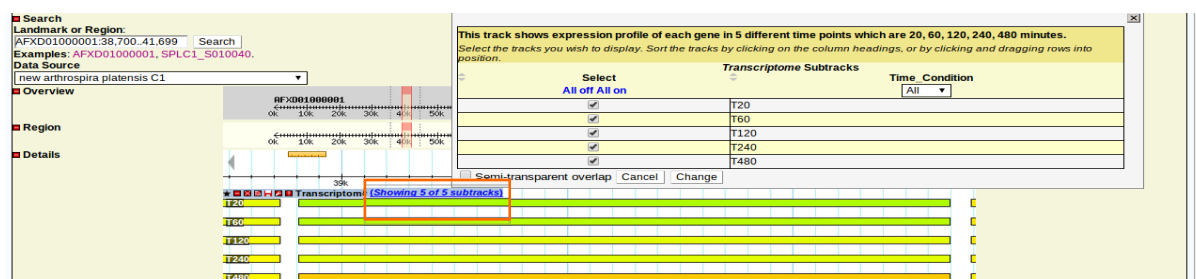 Search
Landmark or Region:
AFXD01000001:38,700..41,699 Search
Examples: AFXD01000001, SPLC1_S010040.
Data Source
new arthrospira platensis C1
Overview
AFXD01000001
0k 10k 20k 30k 40k 50k
Region
0k 10k 20k 30k 40k 50k
Details
39k
This track shows expression profile of each gene in 5 different time points which are 20, 60, 120, 240, 480 minutes.
Select the tracks you wish to display. Sort the tracks by clicking on the column headings, or by clicking and dragging rows into
position.
Transcriptome Subtracks
Select Time_Condition
All off All on All
T20
T60
T120
T240
T480
Semi-transparent overlap Cancel Change
Transcriptome (Showing 5 of 5 subtracks)
T20
T60
T120
T240
T480